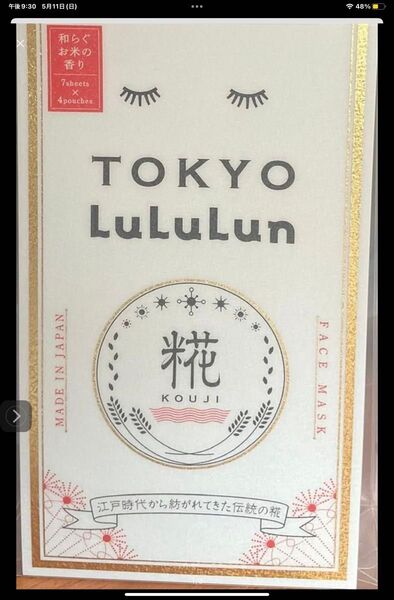 午後9:30 5月11日(日)
48%
和らぐ
お米の
香り
7sheets
×
4pouches
TOKYO
LuLuLun
糀
KOUJI
MADE IN JAPAN
FACE MASK
江戸時代から紡がれてきた伝統の糀